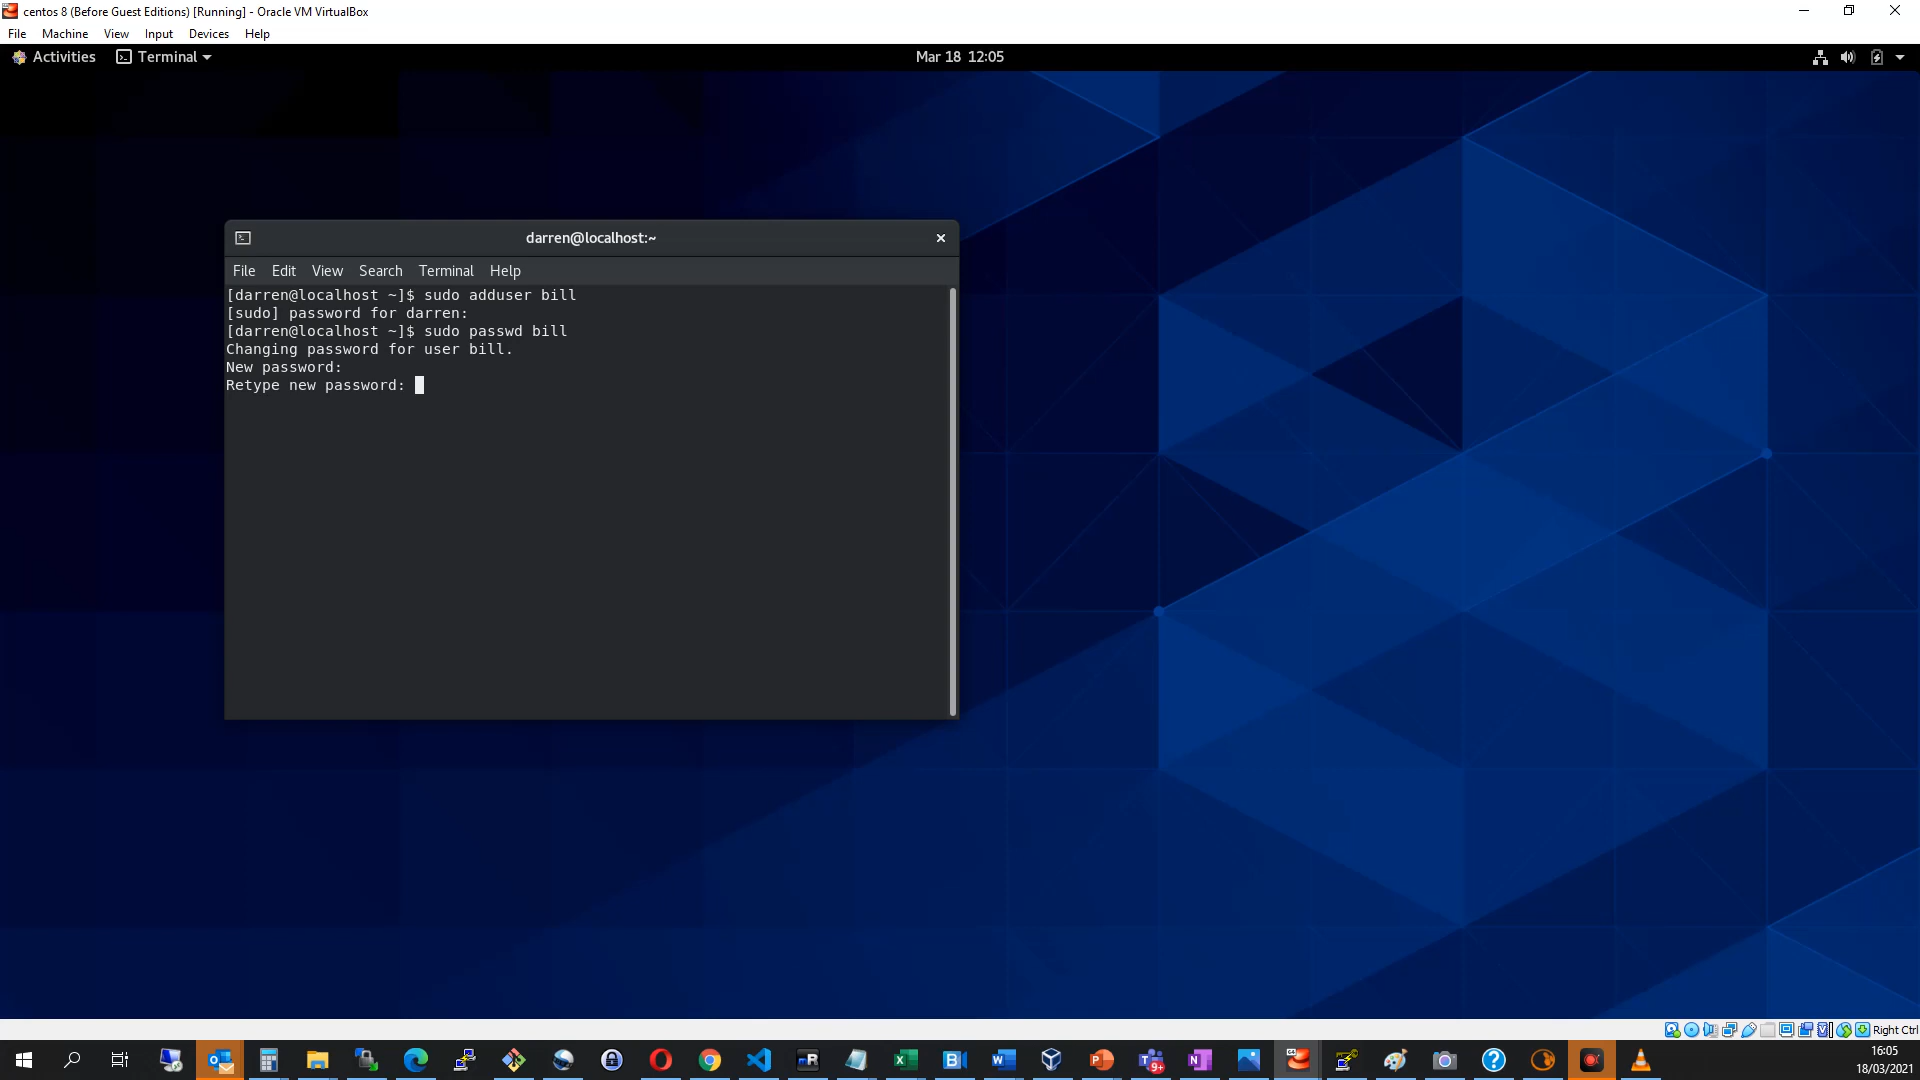 centos 8 (Before Guest Editions) [Running] - Oracle VM VirtualBox
File Machine View Input Devices Help
Activities Terminal Mar 18 12:05
darren@localhost:~
File Edit View Search Terminal Help
[darren@localhost ~]$ sudo adduser bill
[sudo] password for darren:
[darren@localhost ~]$ sudo passwd bill
Changing password for user bill.
New password:
Retype new password:
Right Ctrl
16:05
18/03/2021